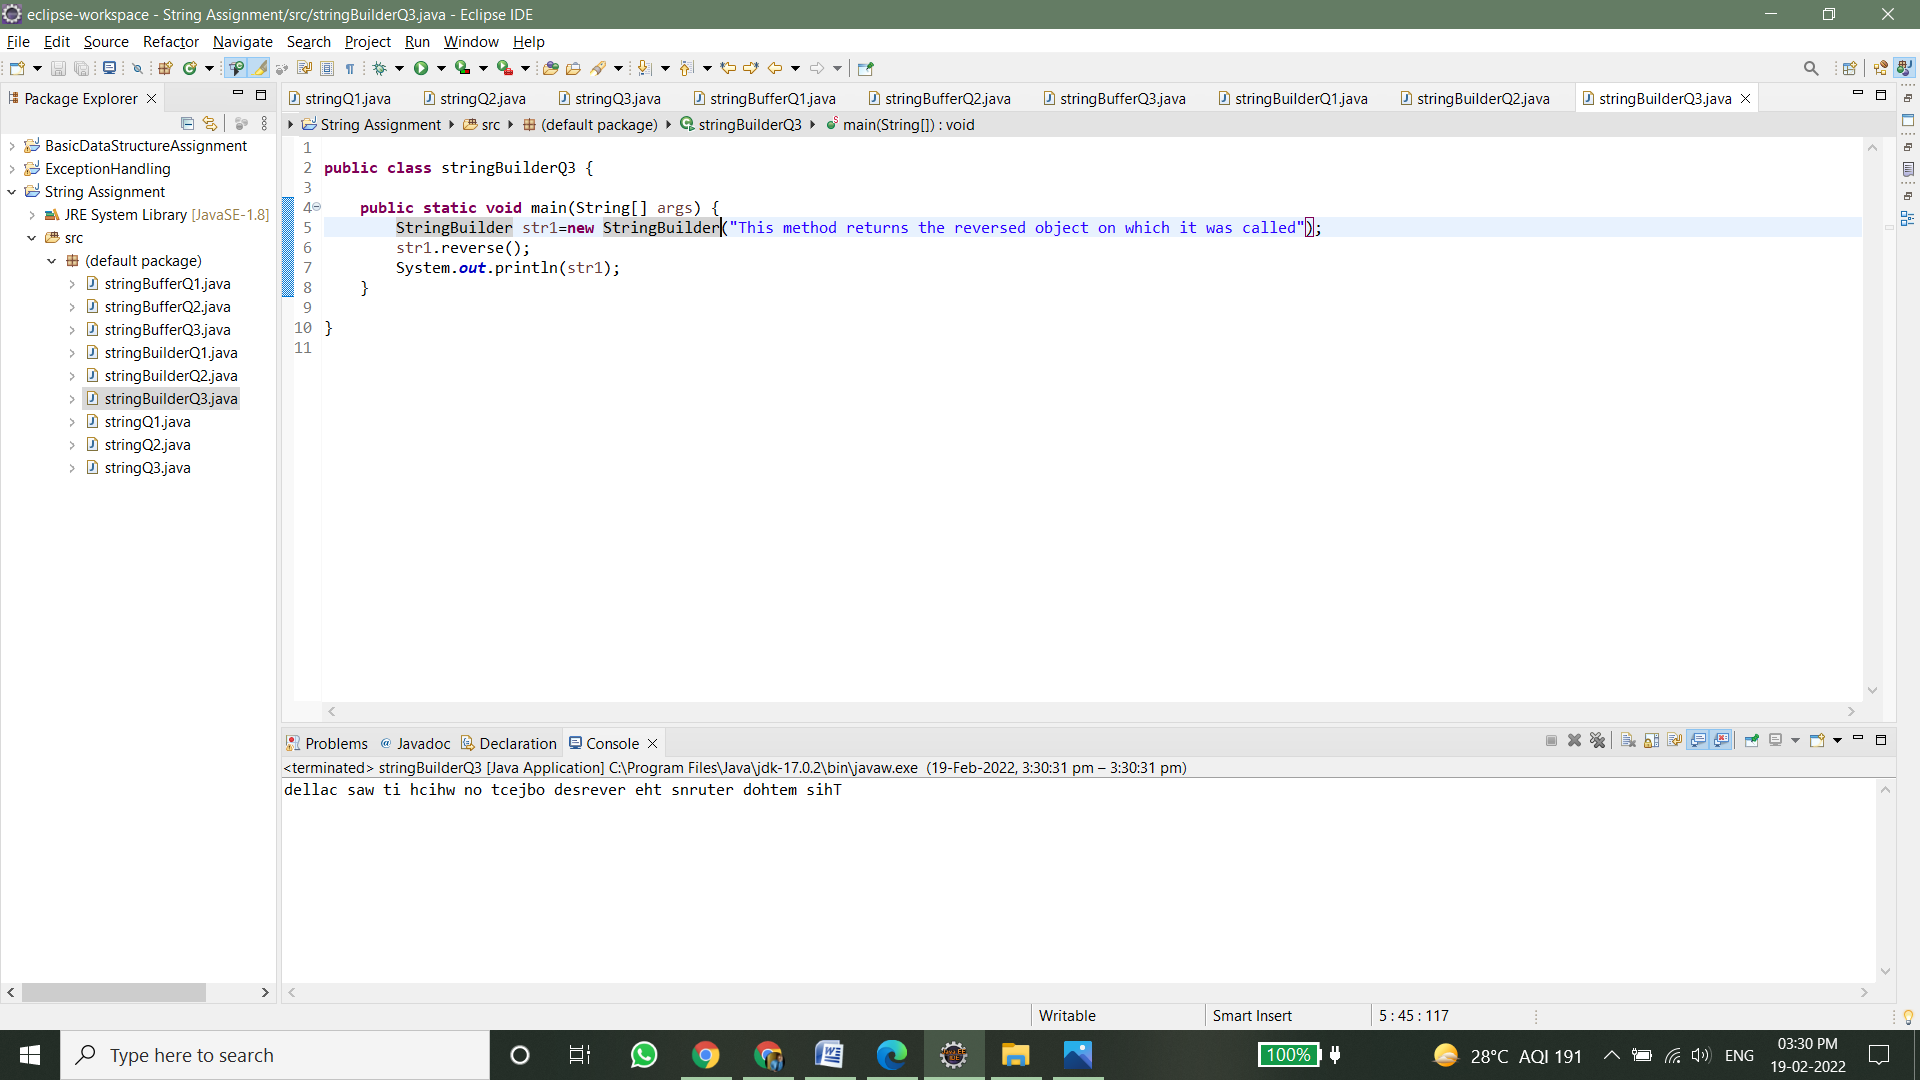 eclipse-workspace - String Assignment/src/stringBuilderQ3.java - Eclipse IDE
File Edit Source Refactor Navigate Search Project Run Window Help
Package Explorer
BasicDataStructureAssignment
ExceptionHandling
String Assignment
JRE System Library [JavaSE-1.8]
src
(default package)
stringBufferQ1.java
stringBufferQ2.java
stringBufferQ3.java
stringBuilderQ1.java
stringBuilderQ2.java
stringBuilderQ3.java
stringQ1.java
stringQ2.java
stringQ3.java
stringQ1.java stringQ2.java stringQ3.java stringBufferQ1.java stringBufferQ2.java stringBufferQ3.java stringBuilderQ1.java stringBuilderQ2.java stringBuilderQ3.java
String Assignment src (default package) stringBuilderQ3 main(String[]) : void
1
2 public class stringBuilderQ3 {
3
4 public static void main(String[] args) {
5 StringBuilder str1=new StringBuilder("This method returns the reversed object on which it was called");
6 str1.reverse();
7 System.out.println(str1);
8 }
9
10 }
11
Problems Javadoc Declaration Console
<terminated> stringBuilderQ3 [Java Application] C:\Program Files\Java\jdk-17.0.2\bin\javaw.exe (19-Feb-2022, 3:30:31 pm – 3:30:31 pm)
dellac saw ti hcihw no tcejbo desrever eht snruter dohtem sihT
Writable Smart Insert 5 : 45 : 117
Type here to search 100% 28°C AQI 191 ENG 03:30 PM
19-02-2022